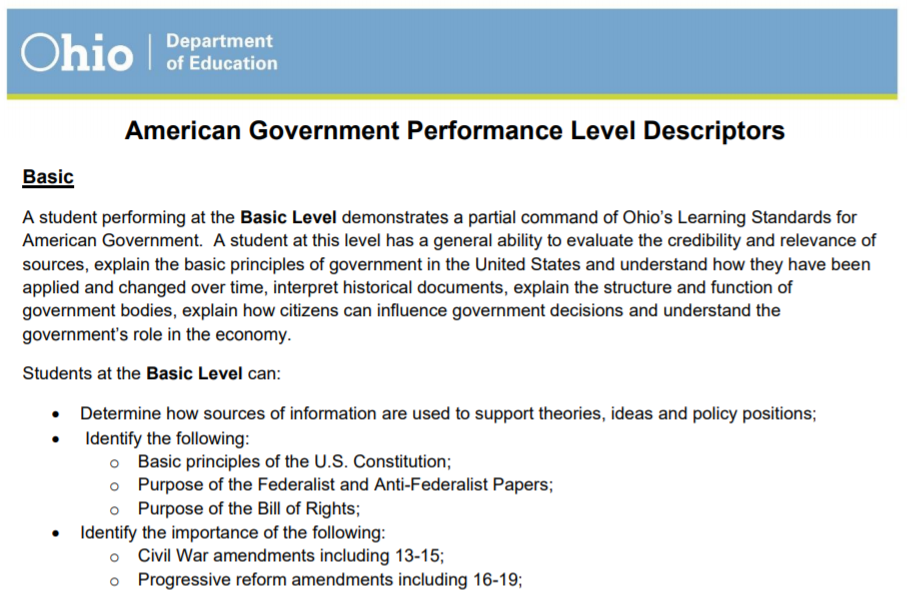 Ohio
Department
of Education
American Government Performance Level Descriptors
Basic
A student performing at the Basic Level demonstrates a partial command of Ohio's Learning Standards for
American Government. A student at this level has a general ability to evaluate the credibility and relevance of
sources, explain the basic principles of government in the United States and understand how they have been
applied and changed over time, interpret historical documents, explain the structure and function of
government bodies, explain how citizens can influence government decisions and understand the
government's role in the economy.
Students at the Basic Level can:
• Determine how sources of information are used to support theories, ideas and policy positions;
• Identify the following:
o Basic principles of the U.S. Constitution;
o Purpose of the Federalist and Anti-Federalist Papers;
o Purpose of the Bill of Rights;
• Identify the importance of the following:
o Civil War amendments including 13-15;
o Progressive reform amendments including 16-19;